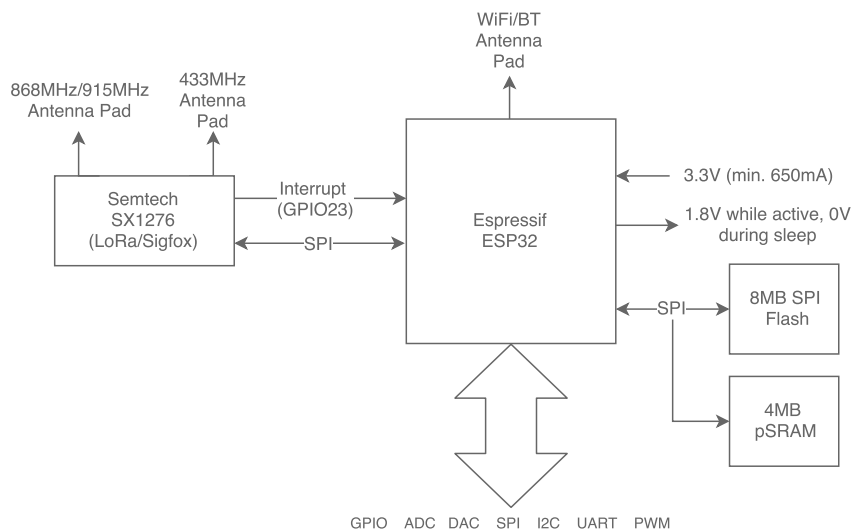 WiFi/BT
Antenna
Pad
868MHz/915MHz
Antenna Pad
433MHz
Antenna
Pad
Semtech
SX1276
(LoRa/Sigfox)
Interrupt
(GPIO23)
SPI
Espressif
ESP32
3.3V (min. 650mA)
1.8V while active, 0V
during sleep
SPI
8MB SPI
Flash
4MB
pSRAM
GPIO ADC DAC SPI I2C UART PWM